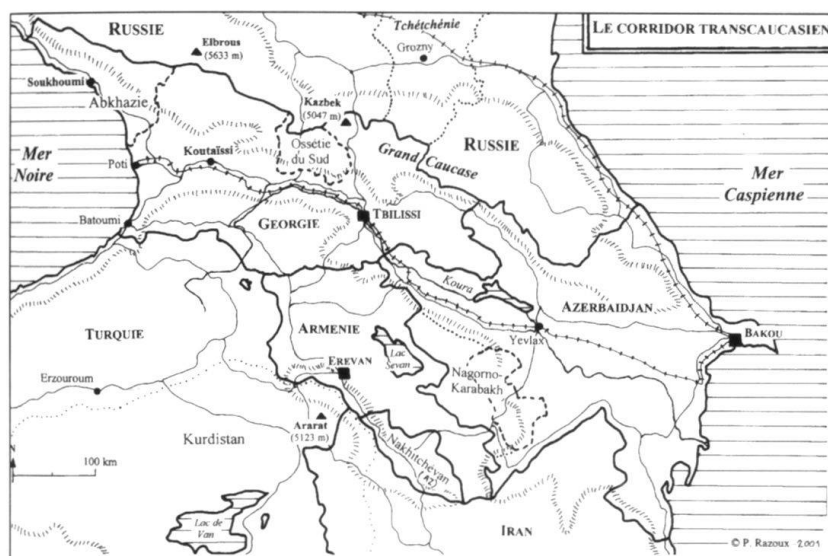 LE CORRIDOR TRANSCAUCASIEN
RUSSIE
Elbrous
(5633 m)
Tchétchénie
Grozny
Soukhoumi
Abkhazie
Kazbek
(5047 m)
Ossétie
du Sud
RUSSIE
Grand Caucase
Mer
Noire
Poti
Koutaïssi
Mer
Caspienne
Batoumi
GEORGIE
TBILISSI
Koura
AZERBAIDJAN
TURQUIE
ARMENIE
Lac
Sevan
Yevlax
BAKOU
Erzouroum
EREVAN
Nagorno-
Karabakh
Ararat
(5123 m)
Kurdistan
Nakhitchévan
(AZ)
N
100 km
Lac de
Van
IRAN
© P. Razoux 2001